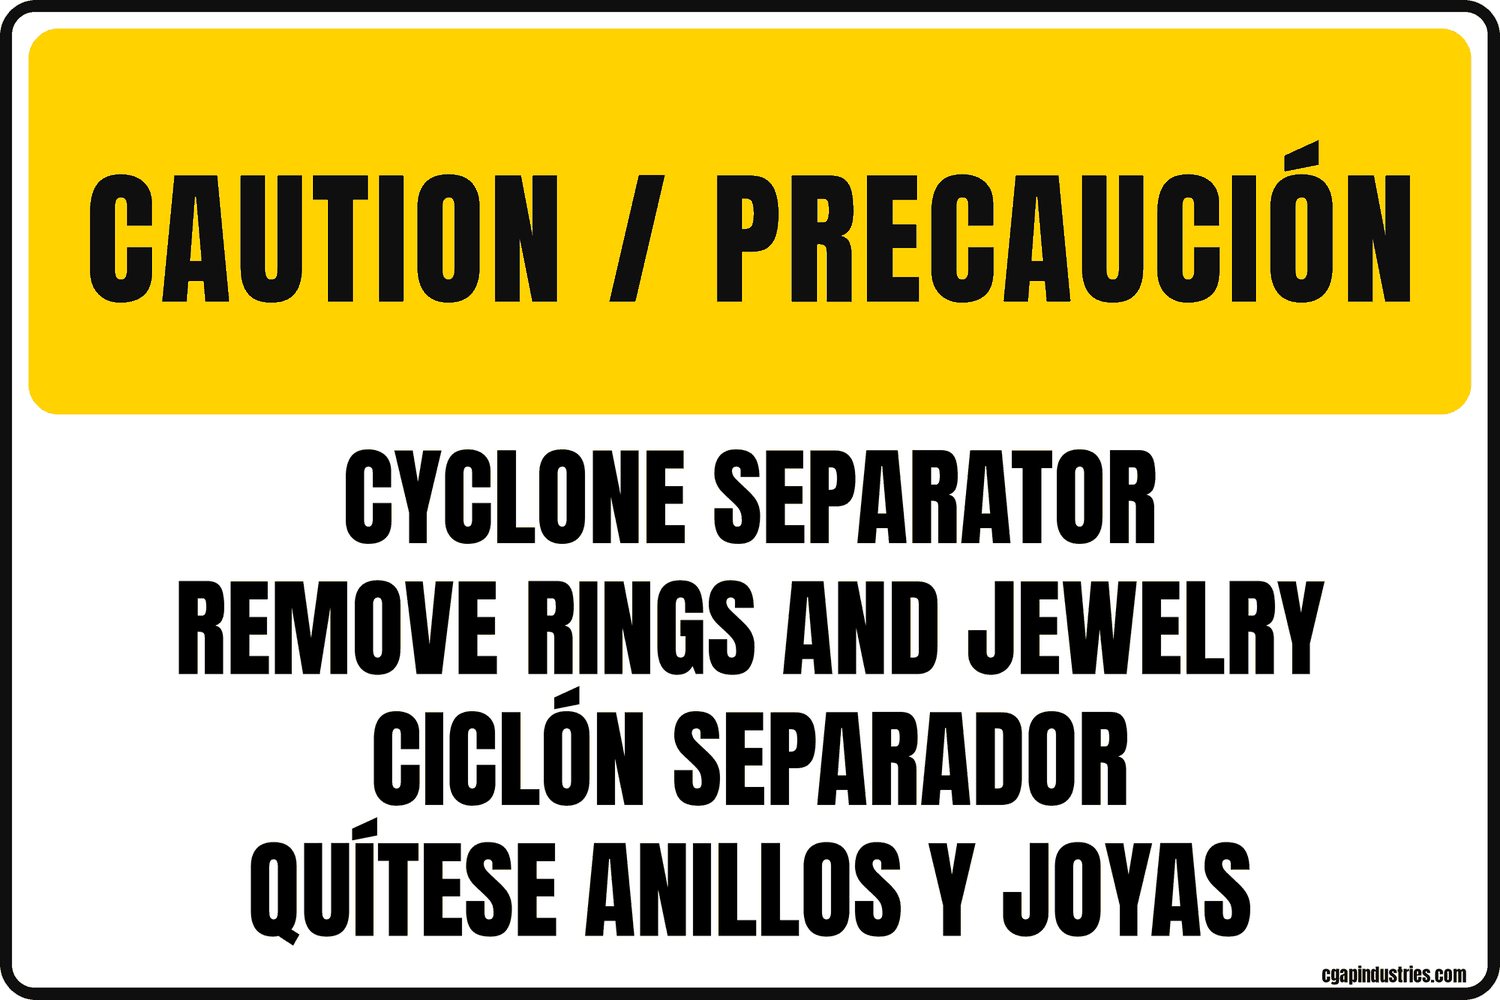 CAUTION / PRECAUCIÓN
CYCLONE SEPARATOR
REMOVE RINGS AND JEWELRY
CICLÓN SEPARADOR
QUÍTESE ANILLOS Y JOYAS
cgapindustries.com